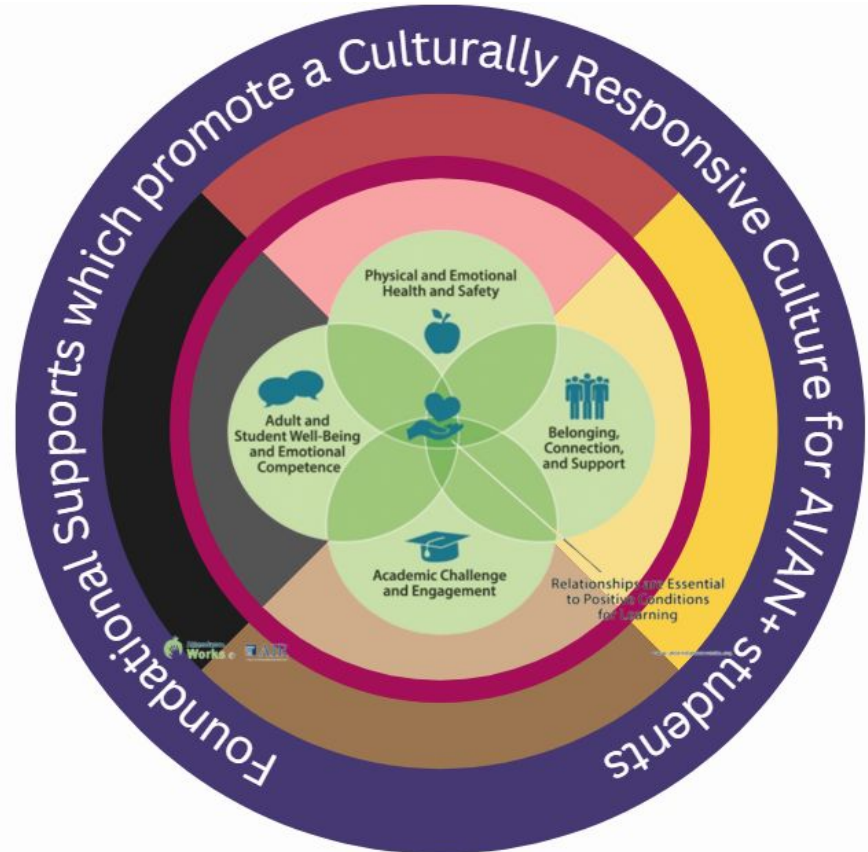 Foundational Supports which promote a Culturally Responsive Culture for AI/AN+ students
Physical and Emotional
Health and Safety
Adult and
Student Well-Being
and Emotional
Competence
Belonging,
Connection,
and Support
Academic Challenge
and Engagement
Relationships are Essential
to Positive Conditions
for Learning
Works
AIR